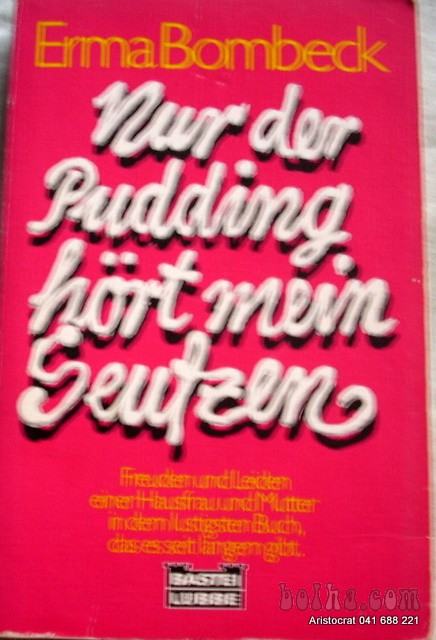 Erma Bombeck
Nur der
Pudding
hört mein
Seufzen
Freuden und Leiden
einer Hausfrau und Mutter
in dem lustigsten Buch,
das es seit langem gibt.
BASTEI
LÜBBE
bolha.com
Aristocrat 041 688 221